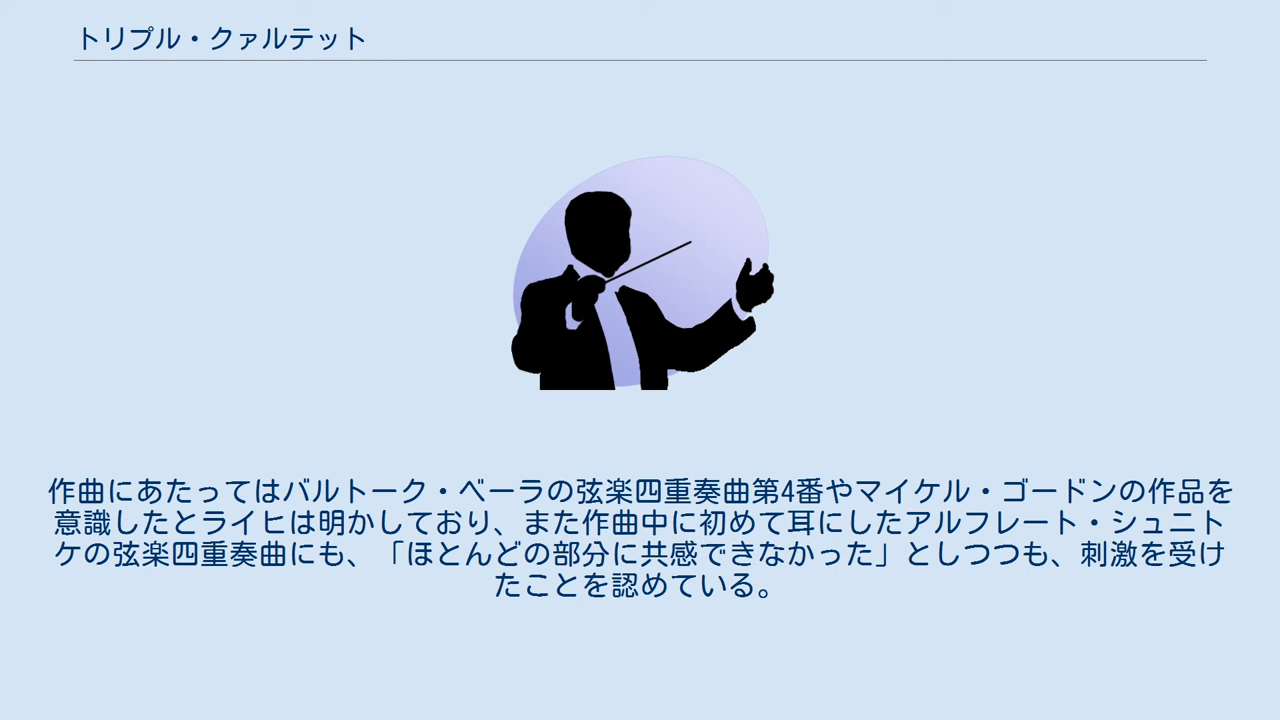 トリプル・クァルテット
作曲にあたってはバルトーク・ベーラの弦楽四重奏曲第4番やマイケル・ゴードンの作品を
意識したとライヒは明かしており、また作曲中に初めて耳にしたアルフレート・シュニト
ケの弦楽四重奏曲にも、「ほとんどの部分に共感できなかった」としつつも、刺激を受け
たことを認めている。